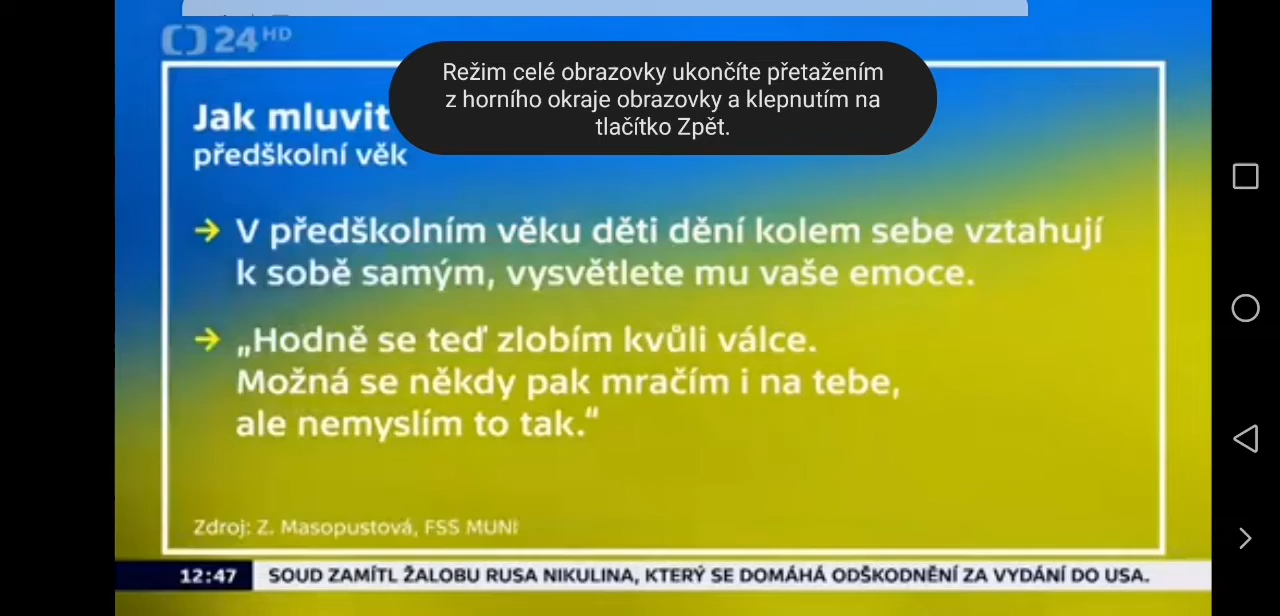 24 HD
Režim celé obrazovky ukončíte přetažením
z horního okraje obrazovky a klepnutím na
tlačítko Zpět.
Jak mluvit
předškolní věk
→ V předškolním věku děti dění kolem sebe vztahují
k sobě samým, vysvětlete mu vaše emoce.
→ „Hodně se teď zlobím kvůli válce.
Možná se někdy pak mračím i na tebe,
ale nemyslím to tak.“
Zdroj: Z. Masopustová, FSS MUNI
12:47 SOUD ZAMÍTL ŽALOBU RUSA NIKULINA, KTERÝ SE DOMÁHÁ ODŠKODNĚNÍ ZA VYDÁNÍ DO USA.